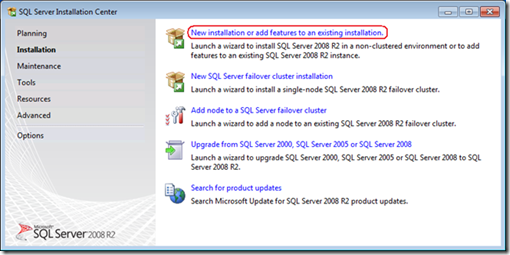 SQL Server Installation Center
Planning
Installation
Maintenance
Tools
Resources
Advanced
Options
Microsoft
SQL Server 2008 R2
New installation or add features to an existing installation.
Launch a wizard to install SQL Server 2008 R2 in a non-clustered environment or to add
features to an existing SQL Server 2008 R2 instance.
New SQL Server failover cluster installation
Launch a wizard to install a single-node SQL Server 2008 R2 failover cluster.
Add node to a SQL Server failover cluster
Launch a wizard to add a node to an existing SQL Server 2008 R2 failover cluster.
Upgrade from SQL Server 2000, SQL Server 2005 or SQL Server 2008
Launch a wizard to upgrade SQL Server 2000, SQL Server 2005 or SQL Server 2008 to SQL
Server 2008 R2.
Search for product updates
Search Microsoft Update for SQL Server 2008 R2 product updates.